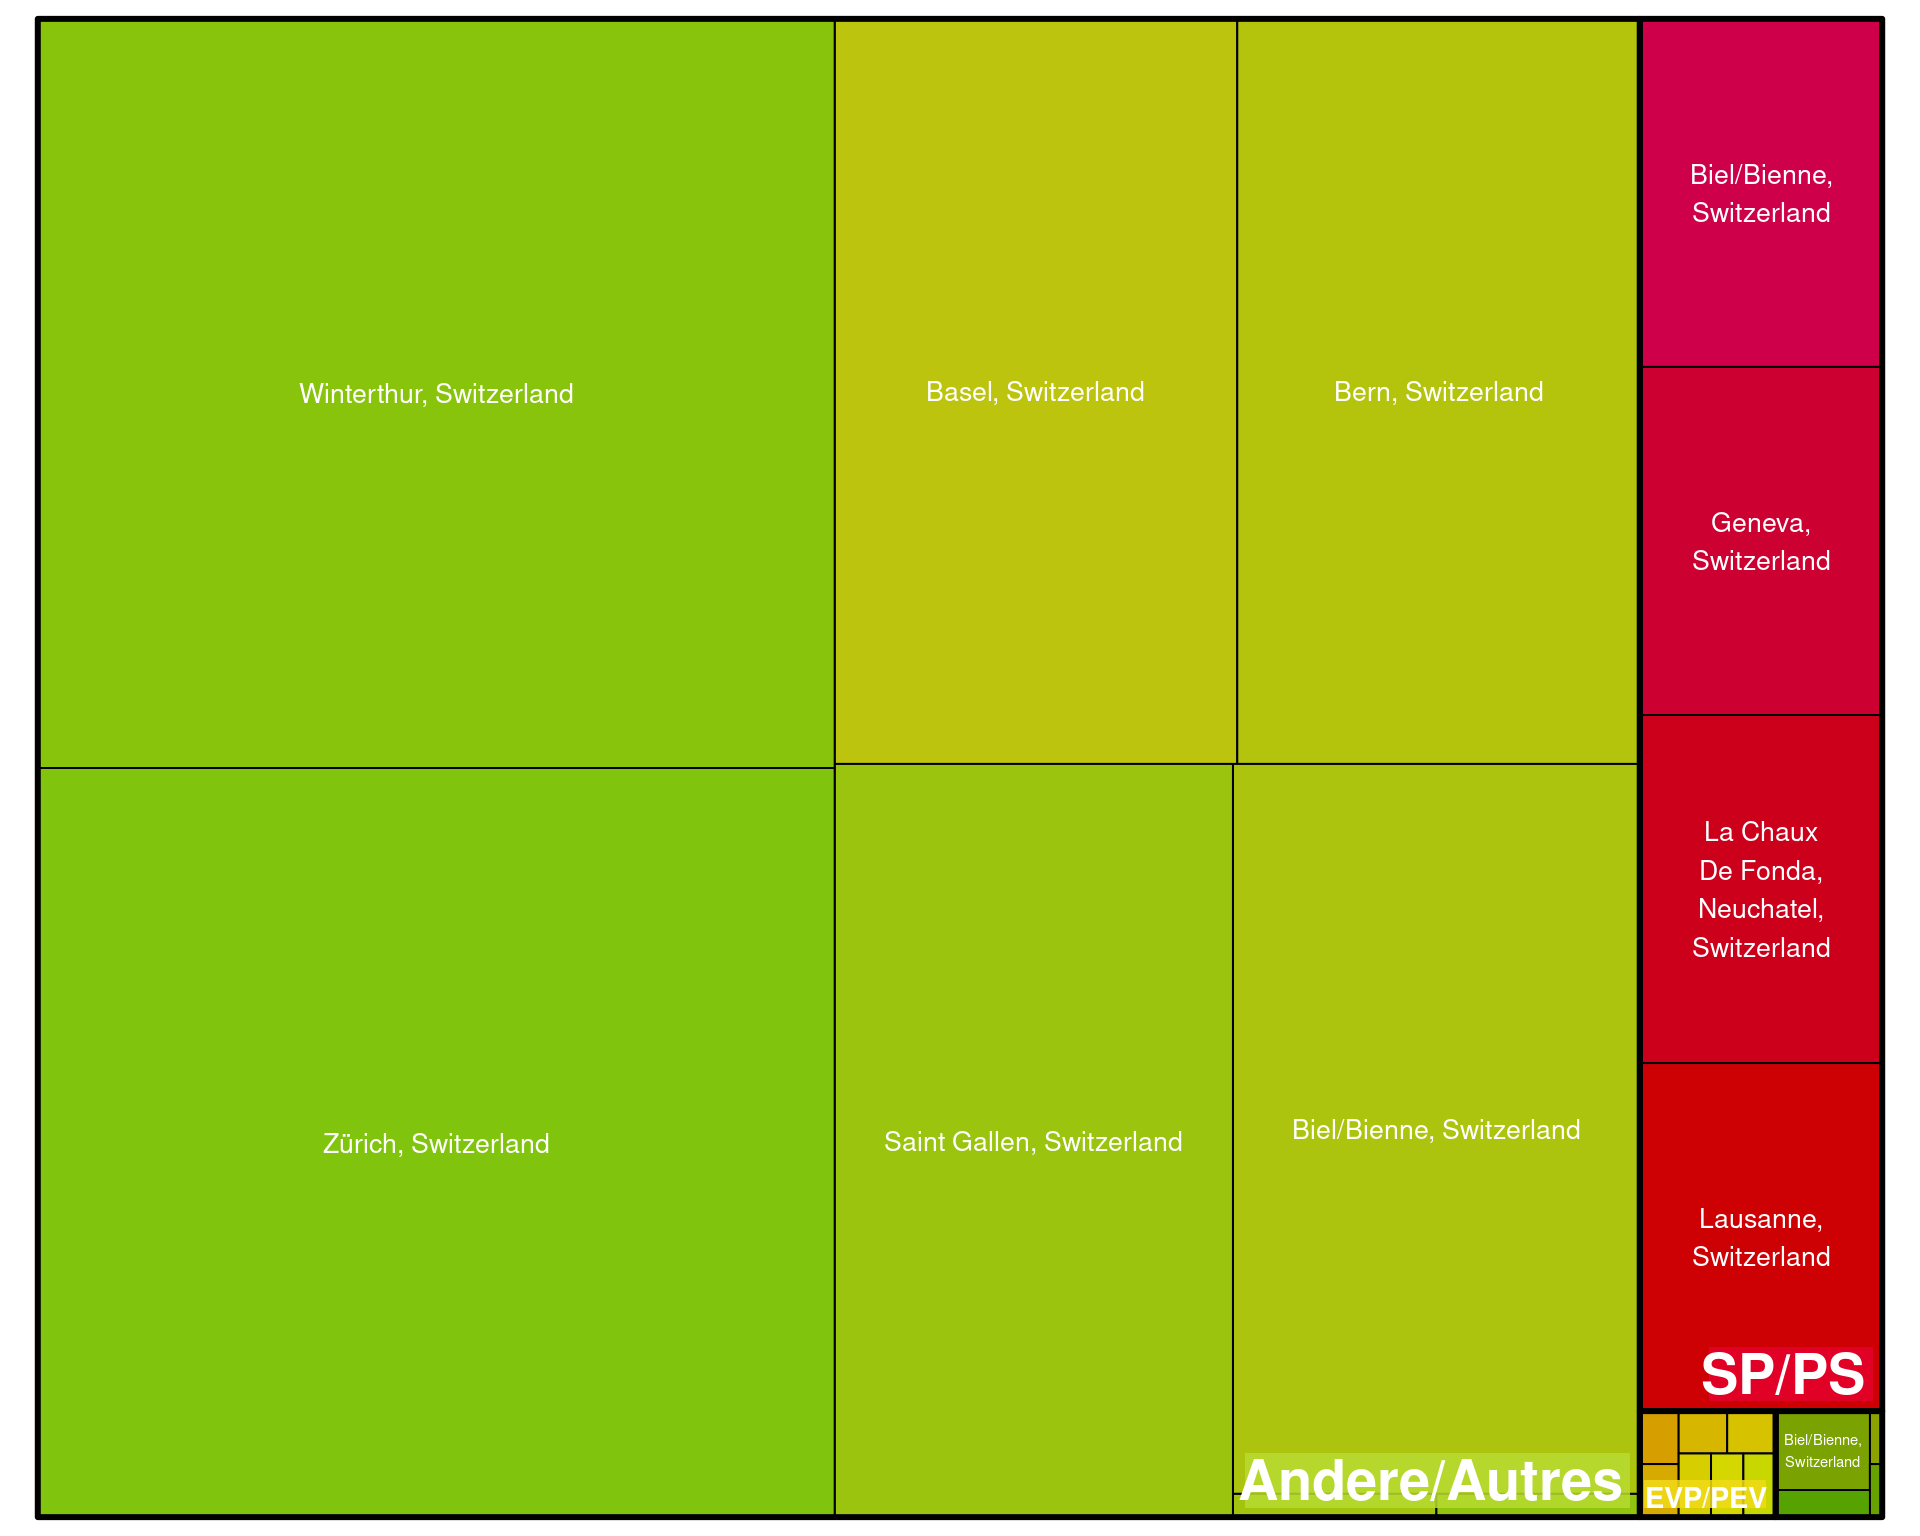 Winterthur, Switzerland
Basel, Switzerland
Bern, Switzerland
Biel/Bienne,
Switzerland
Geneva,
Switzerland
La Chaux
De Fonda,
Neuchatel,
Switzerland
Zürich, Switzerland
Saint Gallen, Switzerland
Biel/Bienne, Switzerland
Lausanne,
Switzerland
SP/PS
Andere/Autres
EVP/PEV
Biel/Bienne,
Switzerland